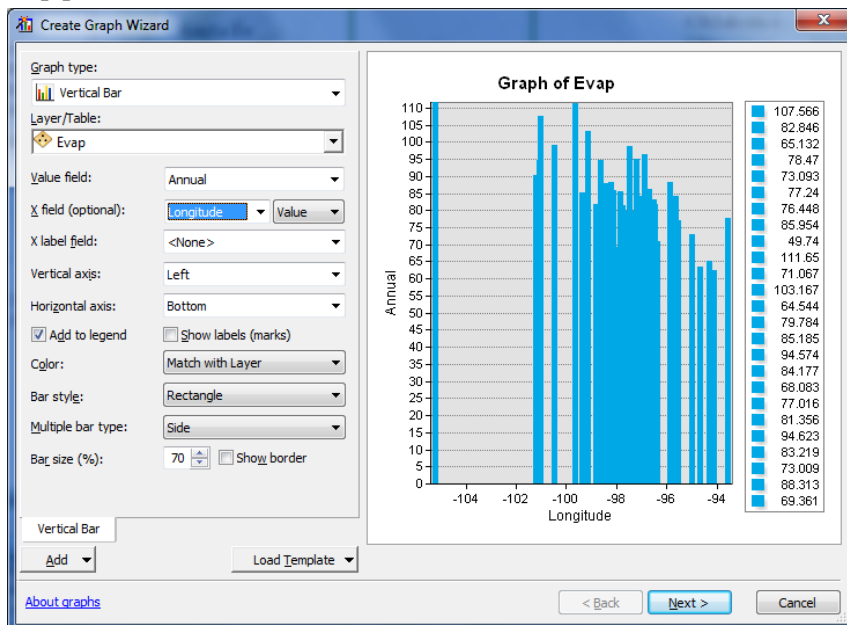 Create Graph Wizard
Graph type:
Vertical Bar
Layer/Table:
Evap
Value field: Annual
X field (optional): Longitude Value
X label field: <None>
Vertical axis: Left
Horizontal axis: Bottom
Add to legend Show labels (marks)
Color: Match with Layer
Bar style: Rectangle
Multiple bar type: Side
Bar size (%): 70 Show border
Vertical Bar
Add Load Template
Graph of Evap
110
105
100
95
90
85
80
75
70
65
60
55
50
45
40
35
30
25
20
15
10
5
0
Annual
-104 -102 -100 -98 -96 -94
Longitude
107.566
82.846
65.132
78.47
73.093
77.24
76.448
85.954
49.74
111.65
71.067
103.167
64.544
79.784
85.185
94.574
84.177
68.083
77.016
81.356
94.623
83.219
73.009
88.313
69.361
About graphs
< Back Next > Cancel